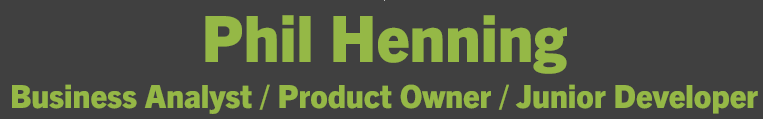 Phil Henning
Business Analyst / Product Owner / Junior Developer